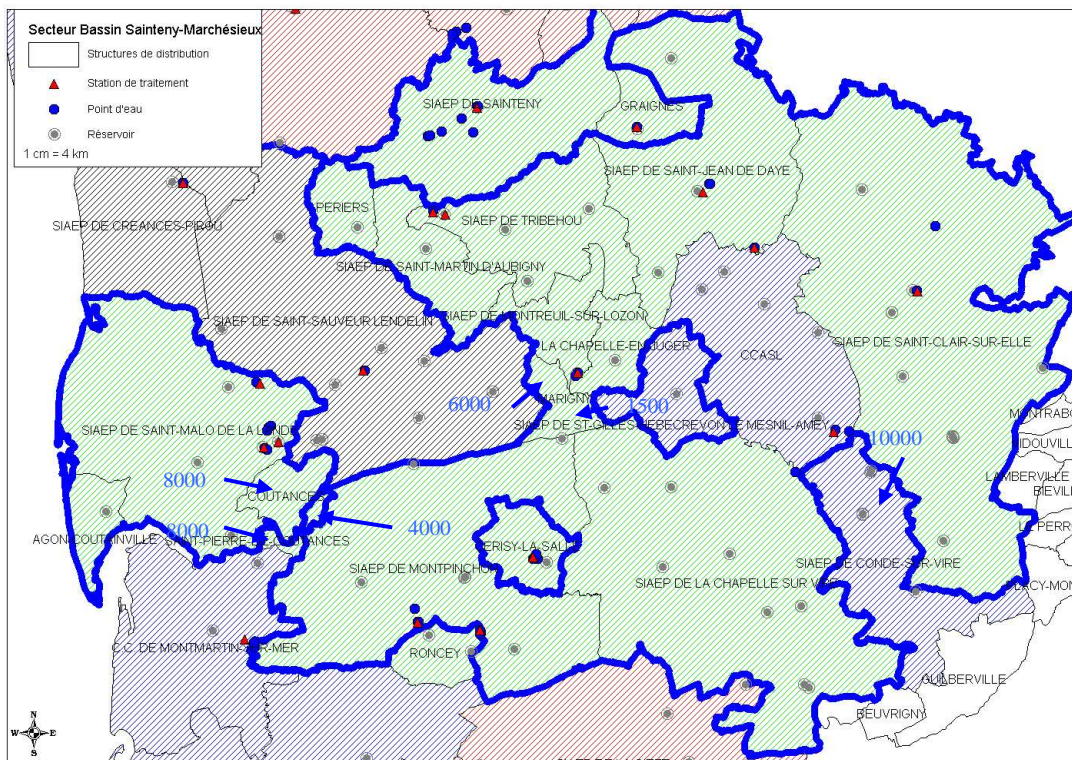 Secteur Bassin Sainteny-Marchésieux
Structures de distribution
Station de traitement
Point d'eau
Réservoir
1 cm = 4 km
SIAEP DE SAINTENY
GRAIGNES
SIAEP DE SAINT-JEAN DE DAYE
PERIERS
SIAEP DE CREANCES-PIROU
SIAEP DE TRIBEHOU
SIAEP DE SAINT-MARTIN D'AUBIGNY
SIAEP DE SAINT-SAUVEUR LENDELIN
SIAEP DE MONTREUIL-SUR-LOZON
LA CHAPELLE-EN-JUGER
CCASL
SIAEP DE SAINT-CLAIR-SUR-ELLE
6000
MARIGNY
1500
MONTRABO
SIAEP DE SAINT-MALO DE LA LANDE
SIAEP DE ST-GILLES-HEBECREVON
LE MESNIL-AMEY
10000
LAMBERVILLE
BIEVIL
8000
COUTANCES
8000
4000
LE PERR
AGON-COUTAINVILLE
SAINT-PIERRE-DE-COUTANCES
CERISY-LA-SALLE
SIAEP DE MONTPINCHON
SIAEP DE LA CHAPELLE SUR VIRE
SIAEP DE CONDE-SUR-VIRE
PLACY-MON
C.C. DE MONTMARTIN-SUR-MER
RONCEY
GUILBERVILLE
BEUVRIGNY
N
W E
S